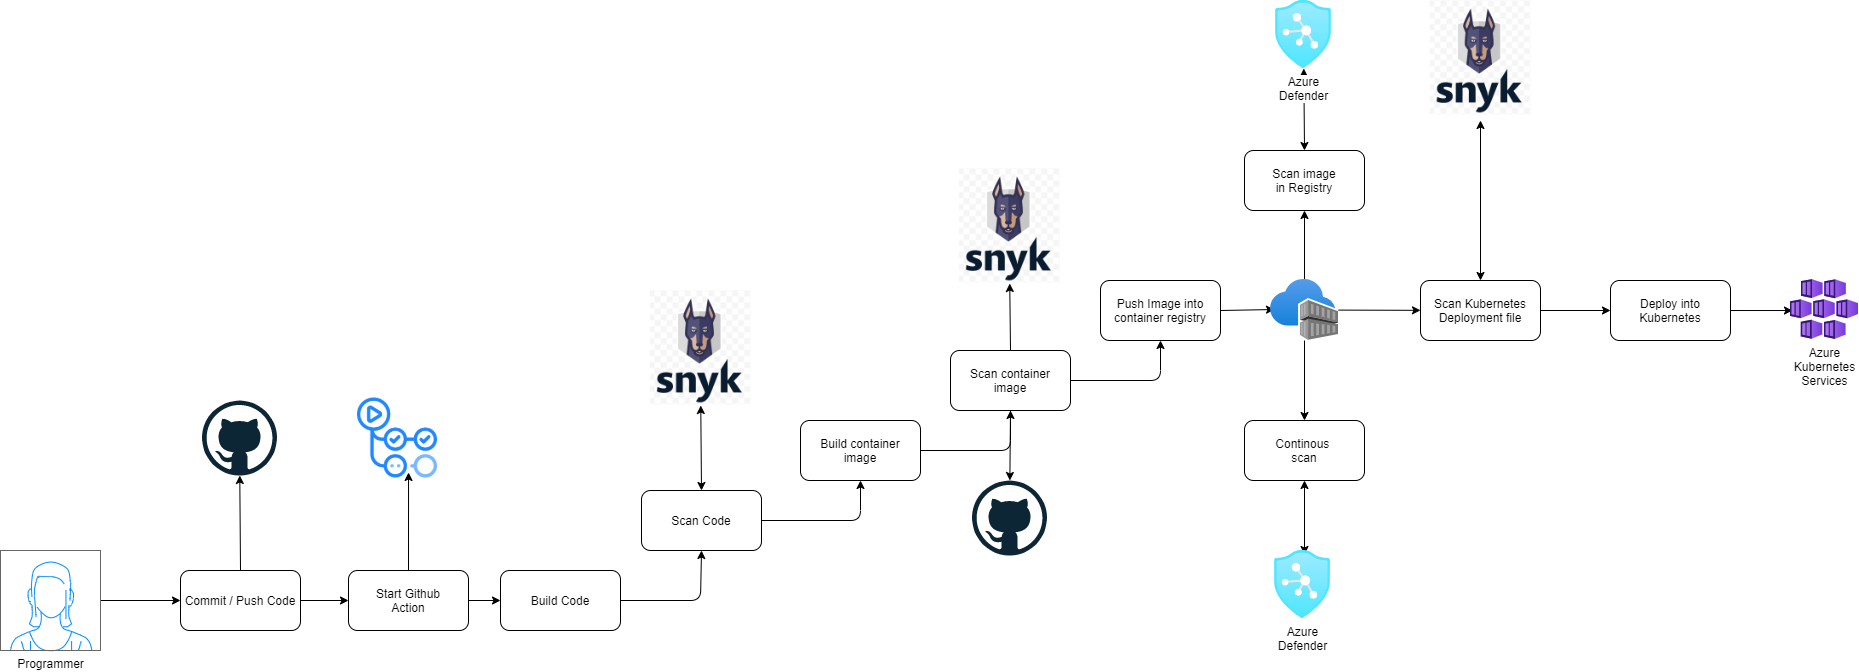 Programmer
Commit / Push Code
Start Github
Action
Build Code
snyk
Scan Code
Build container
image
snyk
Scan container
image
Push Image into
container registry
Azure
Defender
Scan image
in Registry
Continous
scan
Azure
Defender
snyk
Scan Kubernetes
Deployment file
Deploy into
Kubernetes
Azure
Kubernetes
Services